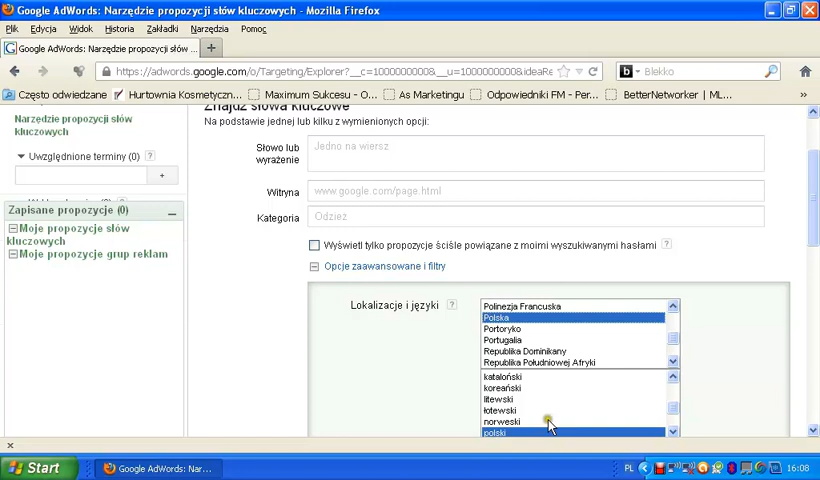 Google AdWords: Narzędzie propozycji słów kluczowych - Mozilla Firefox
Plik Edycja Widok Historia Zakładki Narzędzia Pomoc
Google AdWords: Narzędzie propozycji słów ...
https://adwords.google.com/o/Targeting/Explorer?__c=1000000000&__u=1000000000&ideaRe
Blekko
Często odwiedzane Hurtownia Kosmetyczn... Maximum Sukcesu - O... As Marketingu Odpowiedniki FM - Per... BetterNetworker | ML...
Narzędzie propozycji słów
kluczowych
Uwzględnione terminy (0) ?
+
Zapisane propozycje (0)
Moje propozycje słów
kluczowych
Moje propozycje grup reklam
Znajdź słowa kluczowe
Na podstawie jednej lub kilku z wymienionych opcji:
Słowo lub
wyrażenie
Jedno na wiersz
Witryna www.google.com/page.html
Kategoria Odzież
Wyświetl tylko propozycje ściśle powiązane z moimi wyszukiwanymi hasłami ?
Opcje zaawansowane i filtry
Lokalizacje i języki ?
Polinezja Francuska
Polska
Portoryko
Portugalia
Republika Dominikany
Republika Południowej Afryki
kataloński
koreański
litewski
łotewski
norweski
polski
Start Google AdWords: Nar... PL 16:08